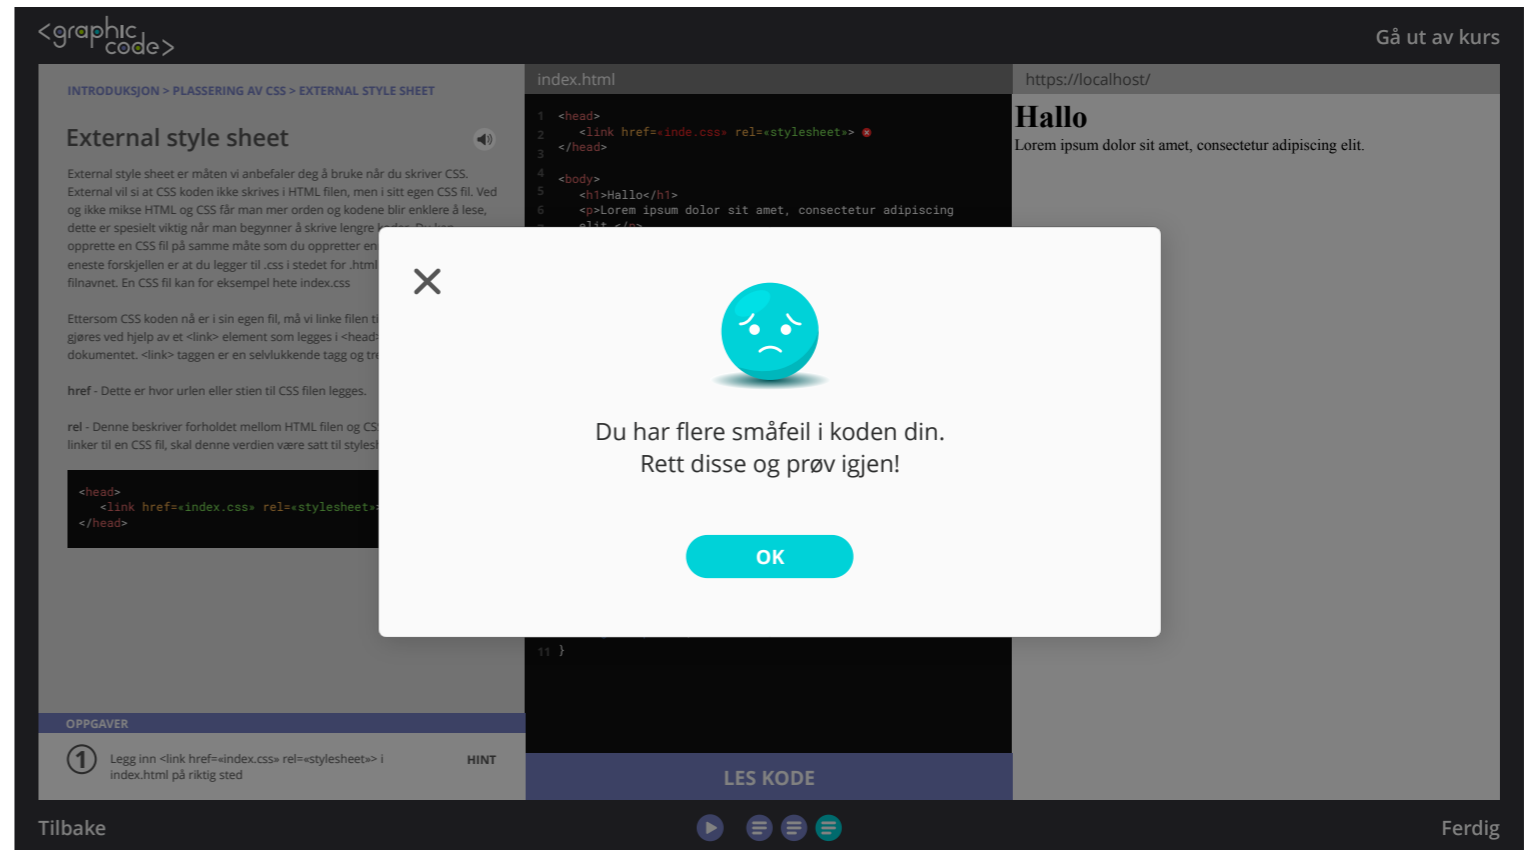 <graphic
code>
Gå ut av kurs
INTRODUKSJON > PLASSERING AV CSS > EXTERNAL STYLE SHEET
External style sheet
External style sheet er måten vi anbefaler deg å bruke når du skriver CSS.
External vil si at CSS koden ikke skrives i HTML filen, men i sitt egen CSS fil. Ved
og ikke mikse HTML og CSS får man mer orden og kodene blir enklere å lese,
dette er spesielt viktig når man begynner å skrive lengre
opprette en CSS fil på samme måte som du oppretter en
eneste forskjellen er at du legger til .css i stedet for .html
filnavnet. En CSS fil kan for eksempel hete index.css
Ettersom CSS koden nå er i sin egen fil, må vi linke filen
gjøres ved hjelp av et <link> element som legges i <head>
dokumentet. <link> taggen er en selvlukkende tagg og
href - Dette er hvor urlen eller stien til CSS filen legges.
rel - Denne beskriver forholdet mellom HTML filen og
linker til en CSS fil, skal denne verdien være satt til
<head>
<link href=«index.css» rel=«stylesheet»
</head>
OPPGAVER
1
Legg inn <link href=«index.css» rel=«stylesheet»> i
index.html på riktig sted
HINT
index.html
1 <head>
2 <link href=«inde.css» rel=«stylesheet»>
3 </head>
4
<body>
5 <h1>Hallo</h1>
6 <p>Lorem ipsum dolor sit amet, consectetur adipiscing
elit.</p>
11 }
LES KODE
https://localhost/
Hallo
Lorem ipsum dolor sit amet, consectetur adipiscing elit.
Du har flere småfeil i koden din.
Rett disse og prøv igjen!
OK
Tilbake
Ferdig